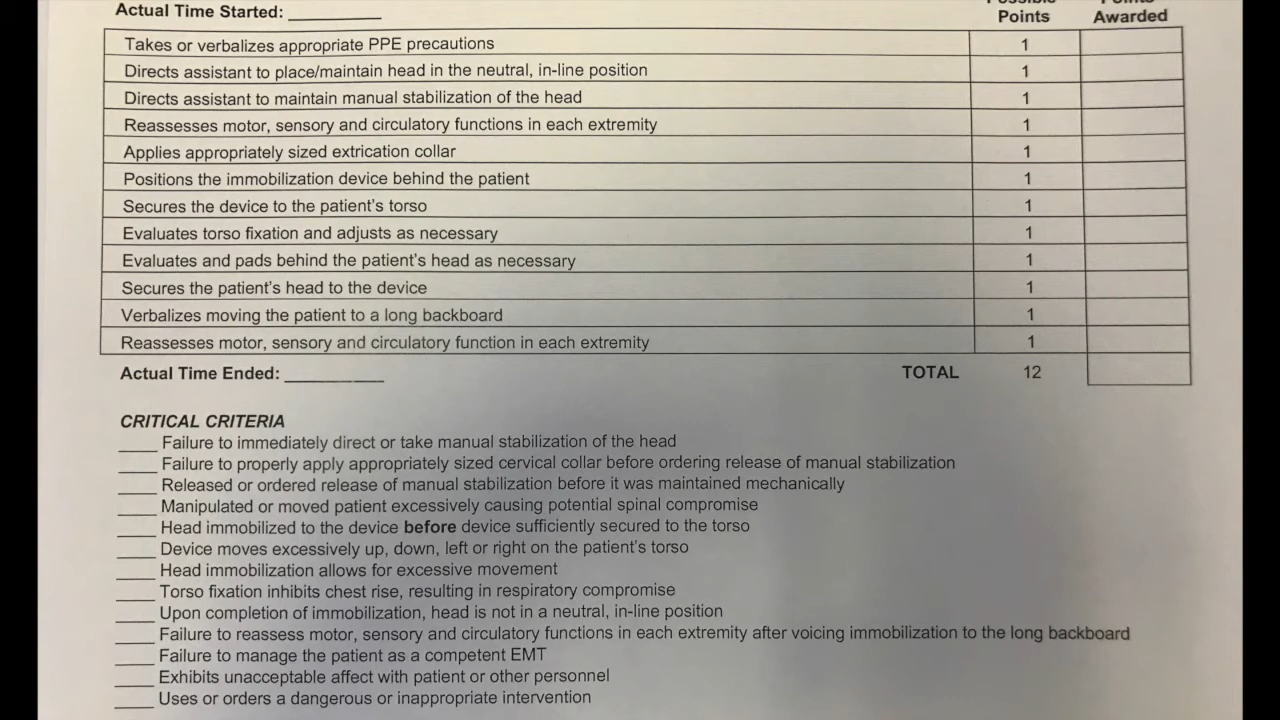 Actual Time Started: __________
Points
Awarded
Takes or verbalizes appropriate PPE precautions 1
Directs assistant to place/maintain head in the neutral, in-line position 1
Directs assistant to maintain manual stabilization of the head 1
Reassesses motor, sensory and circulatory functions in each extremity 1
Applies appropriately sized extrication collar 1
Positions the immobilization device behind the patient 1
Secures the device to the patient's torso 1
Evaluates torso fixation and adjusts as necessary 1
Evaluates and pads behind the patient's head as necessary 1
Secures the patient's head to the device 1
Verbalizes moving the patient to a long backboard 1
Reassesses motor, sensory and circulatory function in each extremity 1
Actual Time Ended: __________ TOTAL 12
CRITICAL CRITERIA
____ Failure to immediately direct or take manual stabilization of the head
____ Failure to properly apply appropriately sized cervical collar before ordering release of manual stabilization
____ Released or ordered release of manual stabilization before it was maintained mechanically
____ Manipulated or moved patient excessively causing potential spinal compromise
____ Head immobilized to the device before device sufficiently secured to the torso
____ Device moves excessively up, down, left or right on the patient's torso
____ Head immobilization allows for excessive movement
____ Torso fixation inhibits chest rise, resulting in respiratory compromise
____ Upon completion of immobilization, head is not in a neutral, in-line position
____ Failure to reassess motor, sensory and circulatory functions in each extremity after voicing immobilization to the long backboard
____ Failure to manage the patient as a competent EMT
____ Exhibits unacceptable affect with patient or other personnel
____ Uses or orders a dangerous or inappropriate intervention